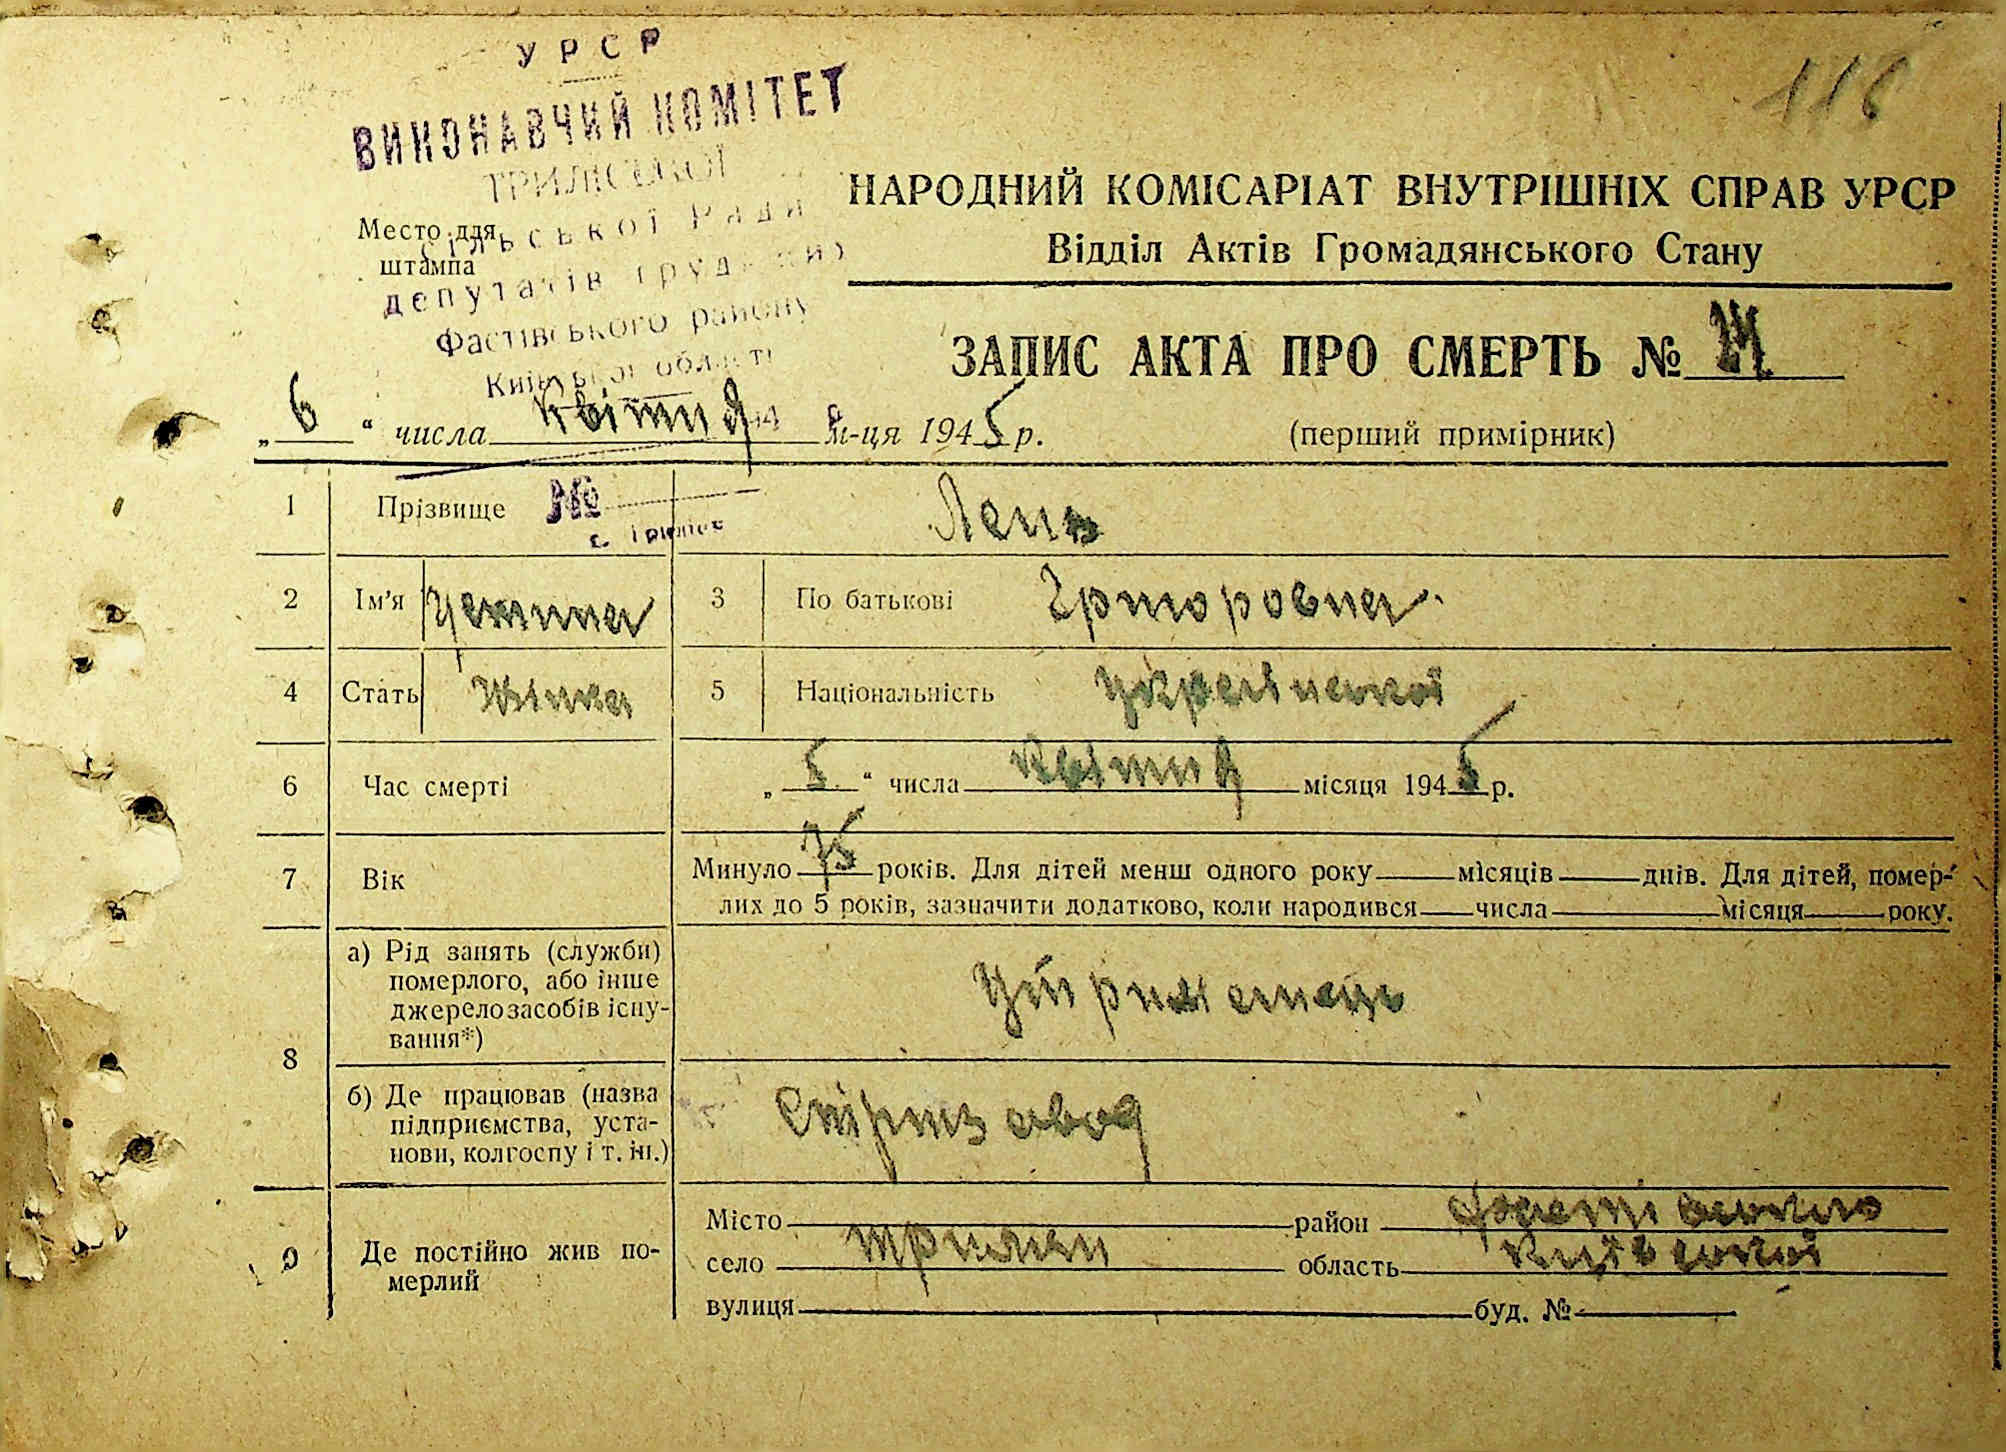 УРСР
ВИКОНАВЧИЙ КОМІТЕТ
ТРИЛІСЬКОЇ
сільської Ради
депутатів трудящих
Фастівського району
Київської області
Место для
штампа
116
НАРОДНИЙ КОМІСАРІАТ ВНУТРІШНІХ СПРАВ УРСР
Відділ Актів Громадянського Стану
ЗАПИС АКТА ПРО СМЕРТЬ №
„ 6 “ числа квітня м-ця 1945 р.
(перший примірник)
1 Прізвище
№
с. Триліси
2 Ім'я Устина 3 По батькові
4 Стать Жінка 5 Національність української
6 Час смерті „ 5 “ числа квітня місяця 1945 р.
7 Вік Минуло 75 років. Для дітей менш одного року місяців днів. Для дітей, помер-
лих до 5 років, зазначити додатково, коли народився числа місяця року.
8 а) Рід занять (служби)
померлого, або інше
джерело засобів існу-
вання*)
б) Де працював (назва
підприємства, уста-
нови, колгоспу і т. ін.)
Спіртзавод
9 Де постійно жив по-
мерлий
Місто район
село область Київської
вулиця буд. №